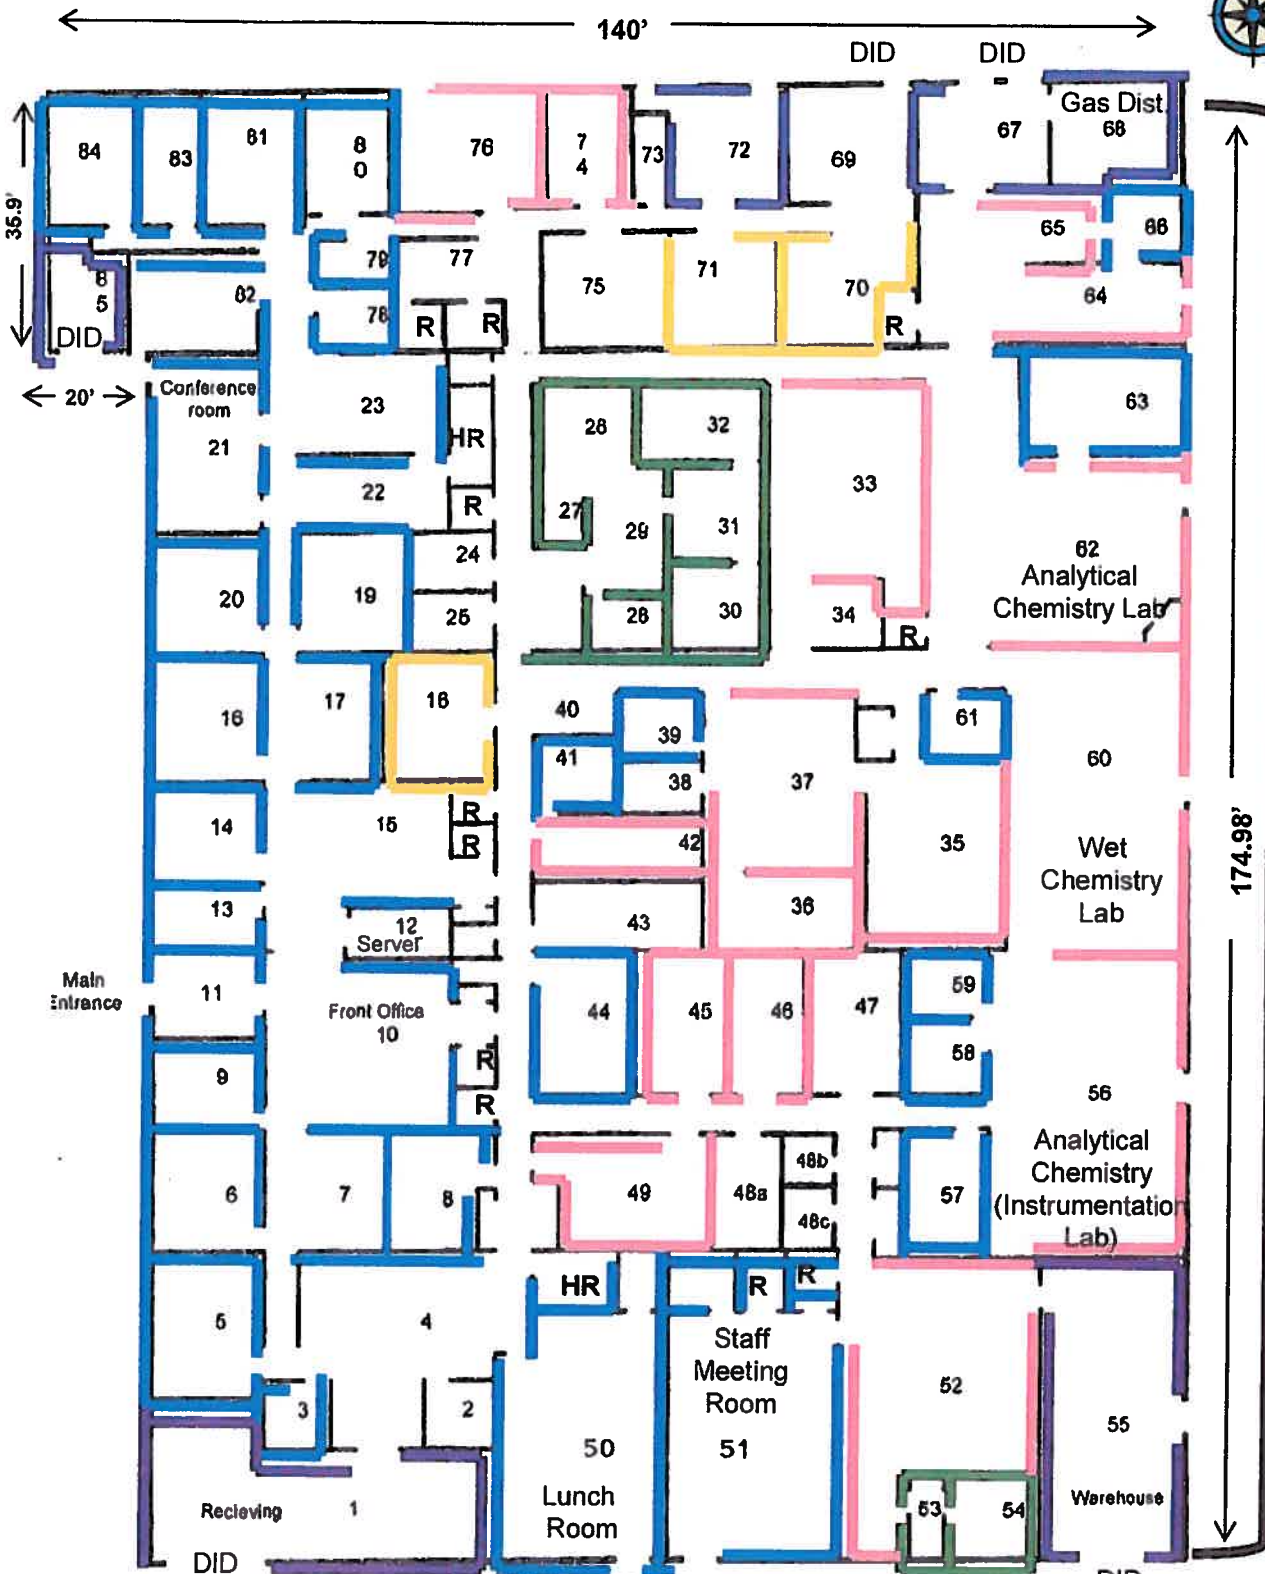 140'
DID
DID
Gas Dist.
84
83
81
8
0
76
7
4
73
72
69
67
68
35.9'
79
77
65
66
8
5
82
78
75
71
70
64
DID
R
R
R
20'
Conference
room
21
23
HR
28
32
33
63
22
R
27
29
31
24
62
Analytical
Chemistry Lab
20
19
25
28
30
34
R
16
17
18
40
39
61
41
38
37
60
14
15
R
R
42
35
174.98'
Wet
Chemistry
Lab
13
12
Server
43
36
Main
Entrance
11
Front Office
10
44
45
46
47
59
58
9
R
R
56
Analytical
Chemistry
(Instrumentation
Lab)
6
7
8
49
48a
48b
48c
57
5
4
HR
R
R
Staff
Meeting
Room
51
52
3
2
50
Lunch
Room
55
Warehouse
Recieving
1
53
54
DID
DID